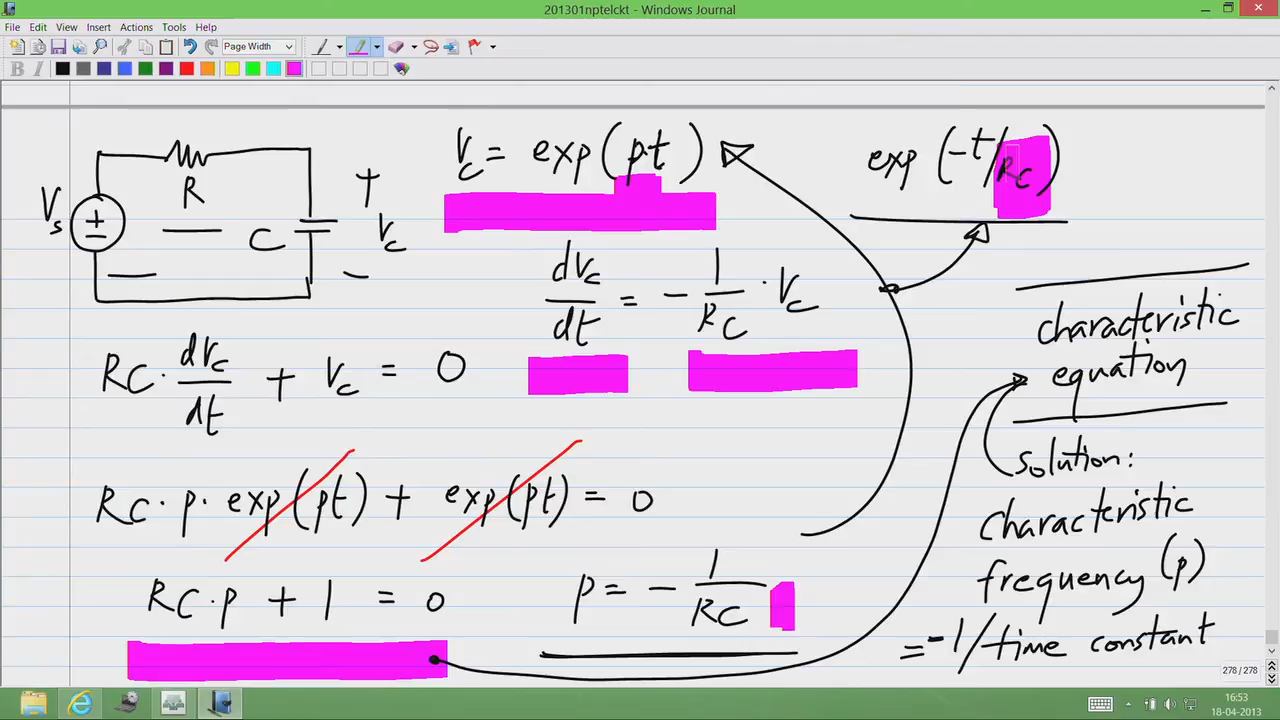 201301nptelckt - Windows Journal
File Edit View Insert Actions Tools Help
Page Width
B I
Vs
+
R
C
+
Vc
−
Vc = exp(pt)
exp(-t/RC)
dVc/dt = - 1/RC · Vc
RC · dVc/dt + Vc = 0
RC · p · exp(pt) + exp(pt) = 0
RC·p + 1 = 0
p = - 1/RC
characteristic
equation
solution:
characteristic
frequency (p)
= -1/time constant
278 / 278
16:53
18-04-2013